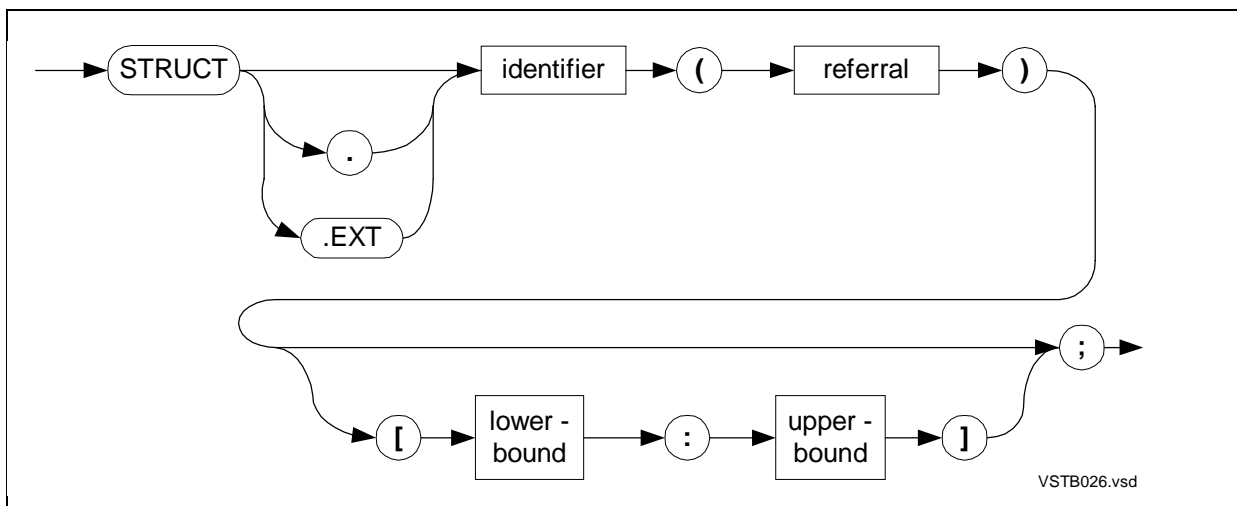 STRUCT identifier ( referral )
.
.EXT
;
[ lower - bound : upper - bound ]
VSTB026.vsd